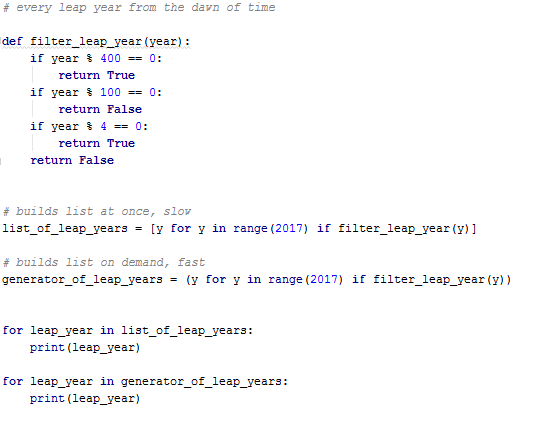 # every leap year from the dawn of time
def filter_leap_year(year):
    if year % 400 == 0:
        return True
    if year % 100 == 0:
        return False
    if year % 4 == 0:
        return True
    return False
# builds list at once, slow
list_of_leap_years = [y for y in range(2017) if filter_leap_year(y)]
# builds list on demand, fast
generator_of_leap_years = (y for y in range(2017) if filter_leap_year(y))
for leap_year in list_of_leap_years:
    print(leap_year)
for leap_year in generator_of_leap_years:
    print(leap_year)